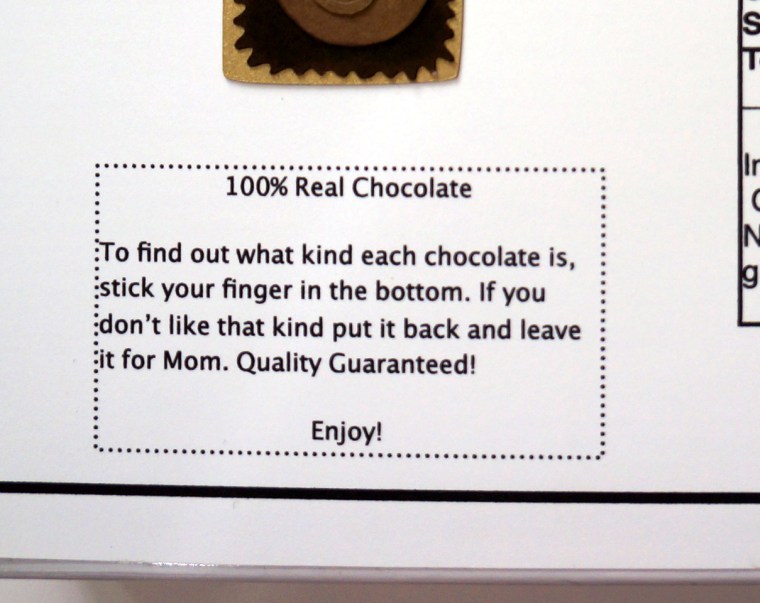 100% Real Chocolate
To find out what kind each chocolate is,
stick your finger in the bottom. If you
don't like that kind put it back and leave
it for Mom. Quality Guaranteed!
Enjoy!